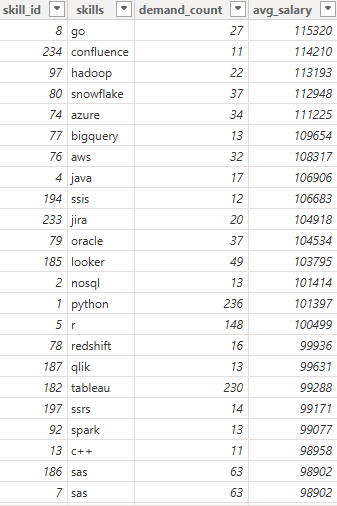 skill_id skills demand_count avg_salary
8 go 27 115320
234 confluence 11 114210
97 hadoop 22 113193
80 snowflake 37 112948
74 azure 34 111225
77 bigquery 13 109654
76 aws 32 108317
4 java 17 106906
194 ssis 12 106683
233 jira 20 104918
79 oracle 37 104534
185 looker 49 103795
2 nosql 13 101414
1 python 236 101397
5 r 148 100499
78 redshift 16 99936
187 qlik 13 99631
182 tableau 230 99288
197 ssrs 14 99171
92 spark 13 99077
13 c++ 11 98958
186 sas 63 98902
7 sas 63 98902